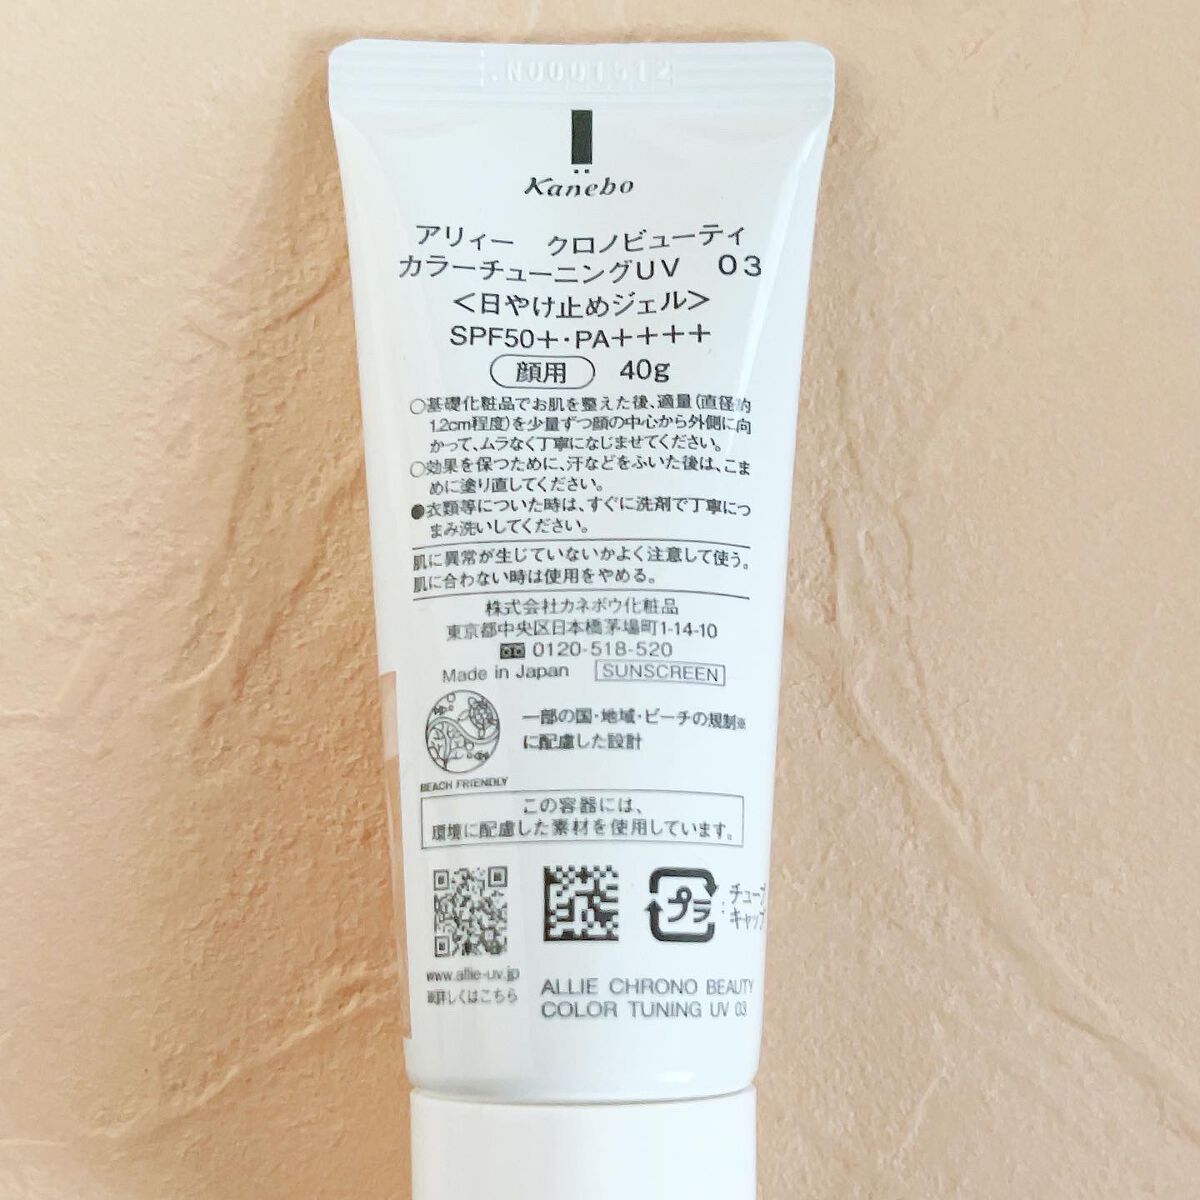 .N0001512
Kanebo
アリィー クロノビューティ
カラーチューニングUV 03
<日やけ止めジェル>
SPF50+・PA++++
顔用 40g
○基礎化粧品でお肌を整えた後、適量(直径約
1.2cm程度)を少量ずつ顔の中心から外側に向
かって、ムラなく丁寧になじませてください。
○効果を保つために、汗などをふいた後は、こま
めに塗り直してください。
●衣類等についた時は、すぐに洗剤で丁寧につ
まみ洗いしてください。
肌に異常が生じていないかよく注意して使う。
肌に合わない時は使用をやめる。
株式会社カネボウ化粧品
東京都中央区日本橋茅場町1-14-10
0120-518-520
Made in Japan SUNSCREEN
一部の国・地域・ビーチの規制※
に配慮した設計
BEACH FRIENDLY
この容器には、
環境に配慮した素材を使用しています。
プラ : チューブ
キャップ
www.allie-uv.jp
※詳しくはこちら
ALLIE CHRONO BEAUTY
COLOR TUNING UV 03